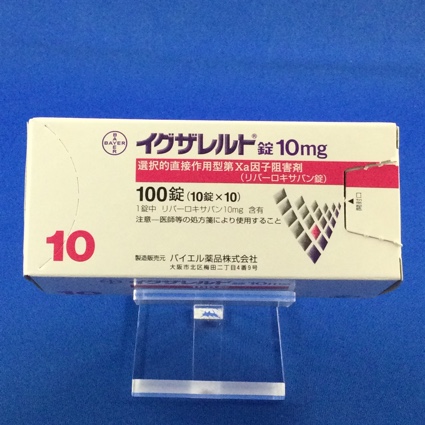 BAYER
BAYER
イグザレルト®錠10mg
選択的直接作用型第Xa因子阻害剤
(リバーロキサバン錠)
100錠(10錠×10)
1錠中 リバーロキサバン10mg 含有
注意−医師等の処方箋により使用すること
開封口
10
製造販売元 バイエル薬品株式会社
大阪市北区梅田二丁目4番9号